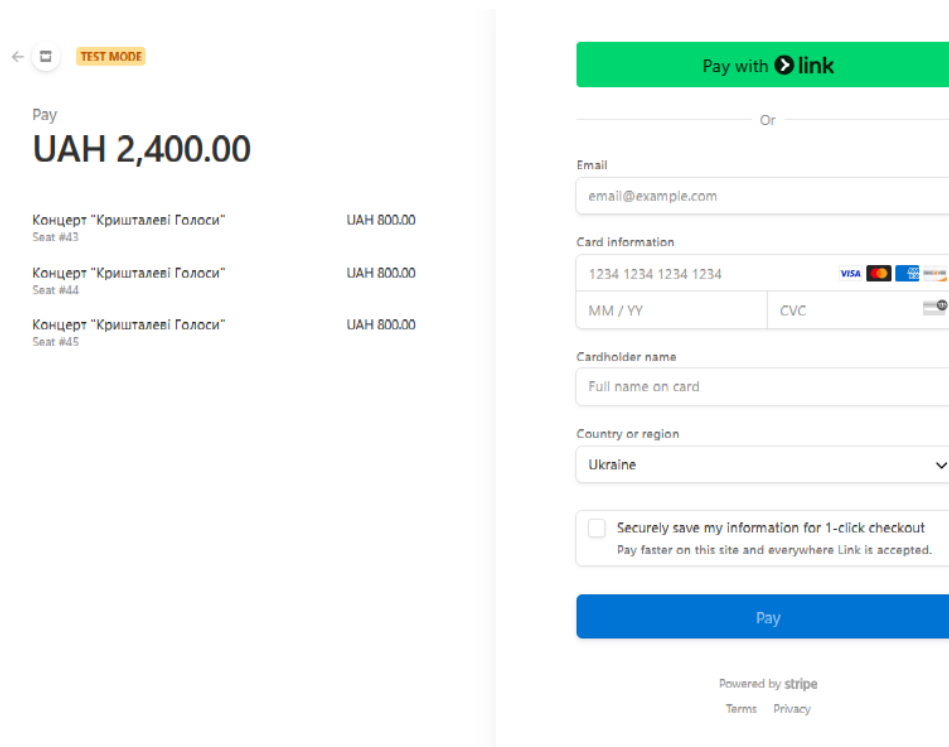 TEST MODE
Pay
UAH 2,400.00
Концерт "Кришталеві Голоси" UAH 800.00
Seat #43
Концерт "Кришталеві Голоси" UAH 800.00
Seat #44
Концерт "Кришталеві Голоси" UAH 800.00
Seat #45
Pay with link
Or
Email
email@example.com
Card information
1234 1234 1234 1234 VISA
MM / YY CVC
Cardholder name
Full name on card
Country or region
Ukraine
Securely save my information for 1-click checkout
Pay faster on this site and everywhere Link is accepted.
Pay
Powered by stripe
Terms Privacy